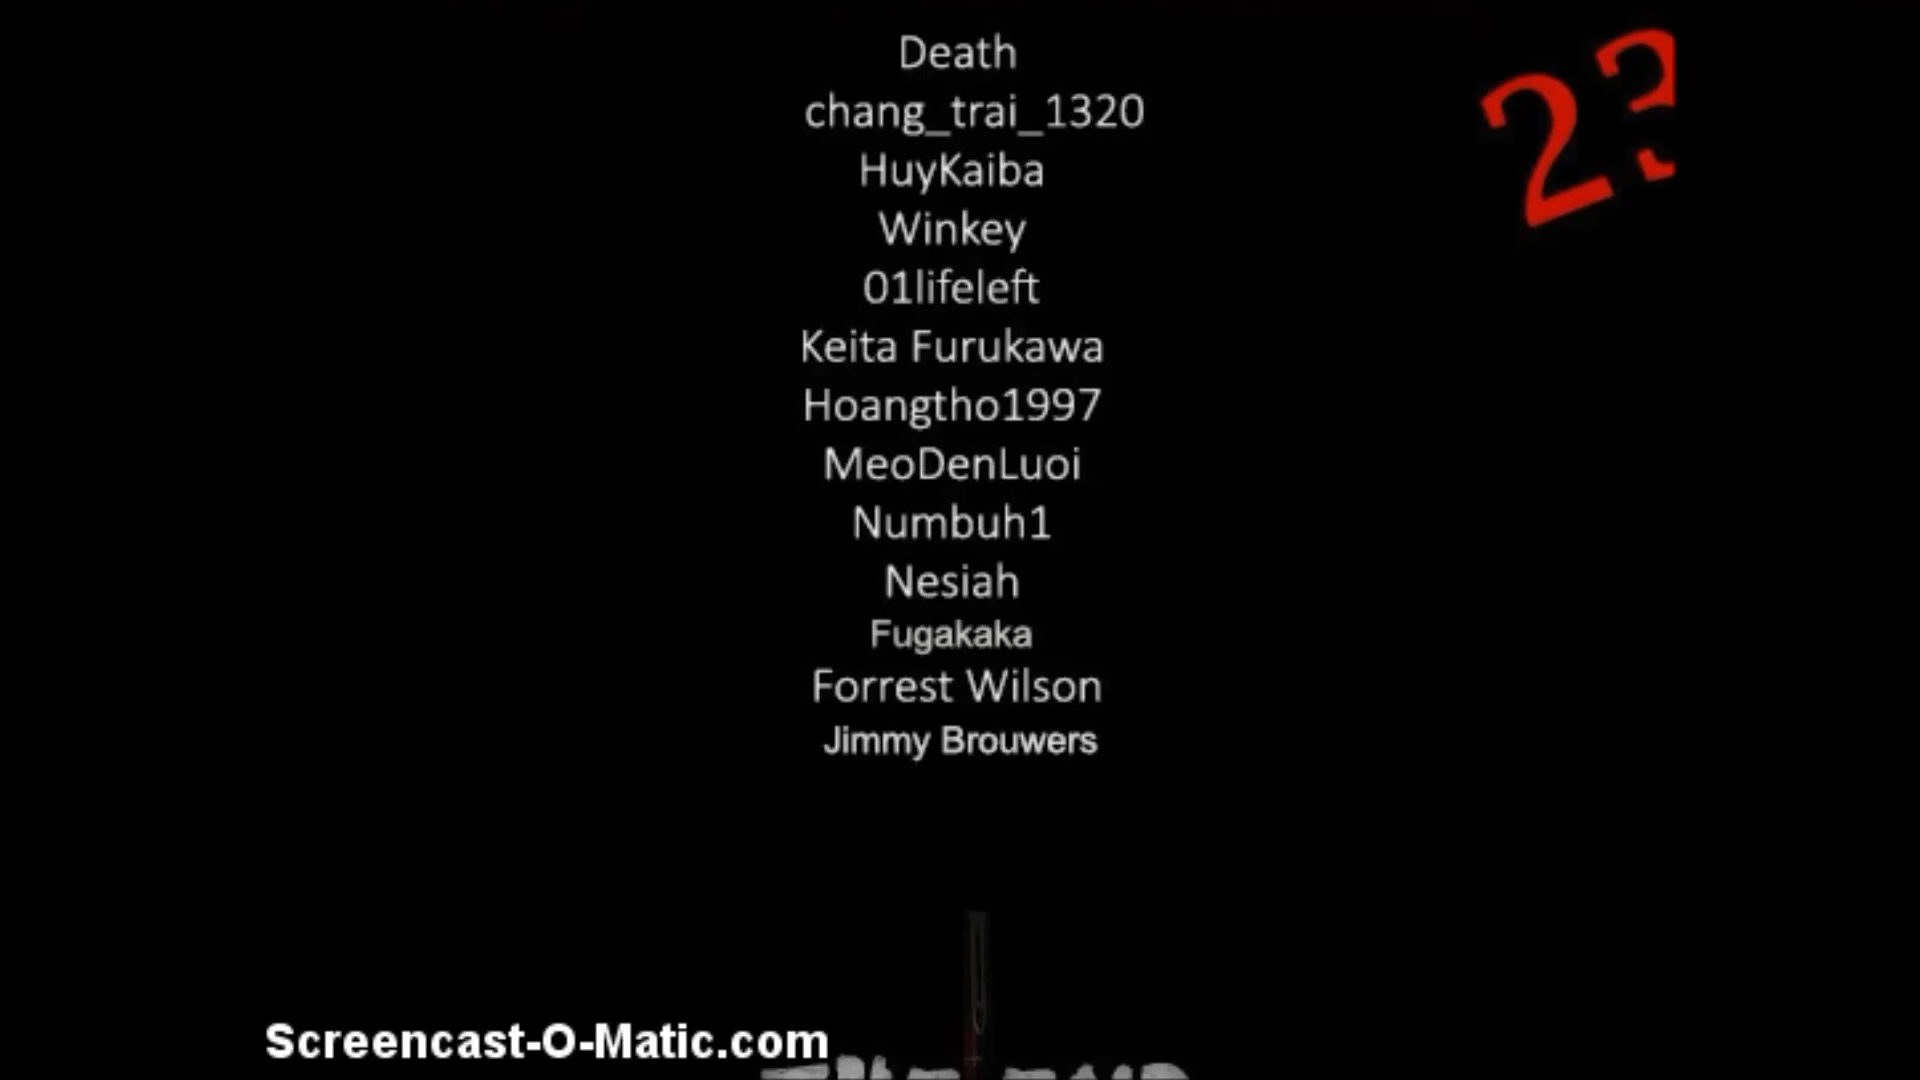 Death
chang_trai_1320
HuyKaiba
Winkey
01lifeleft
Keita Furukawa
Hoangtho1997
MeoDenLuoi
Numbuh1
Nesiah
Fugakaka
Forrest Wilson
Jimmy Brouwers
Screencast-O-Matic.com